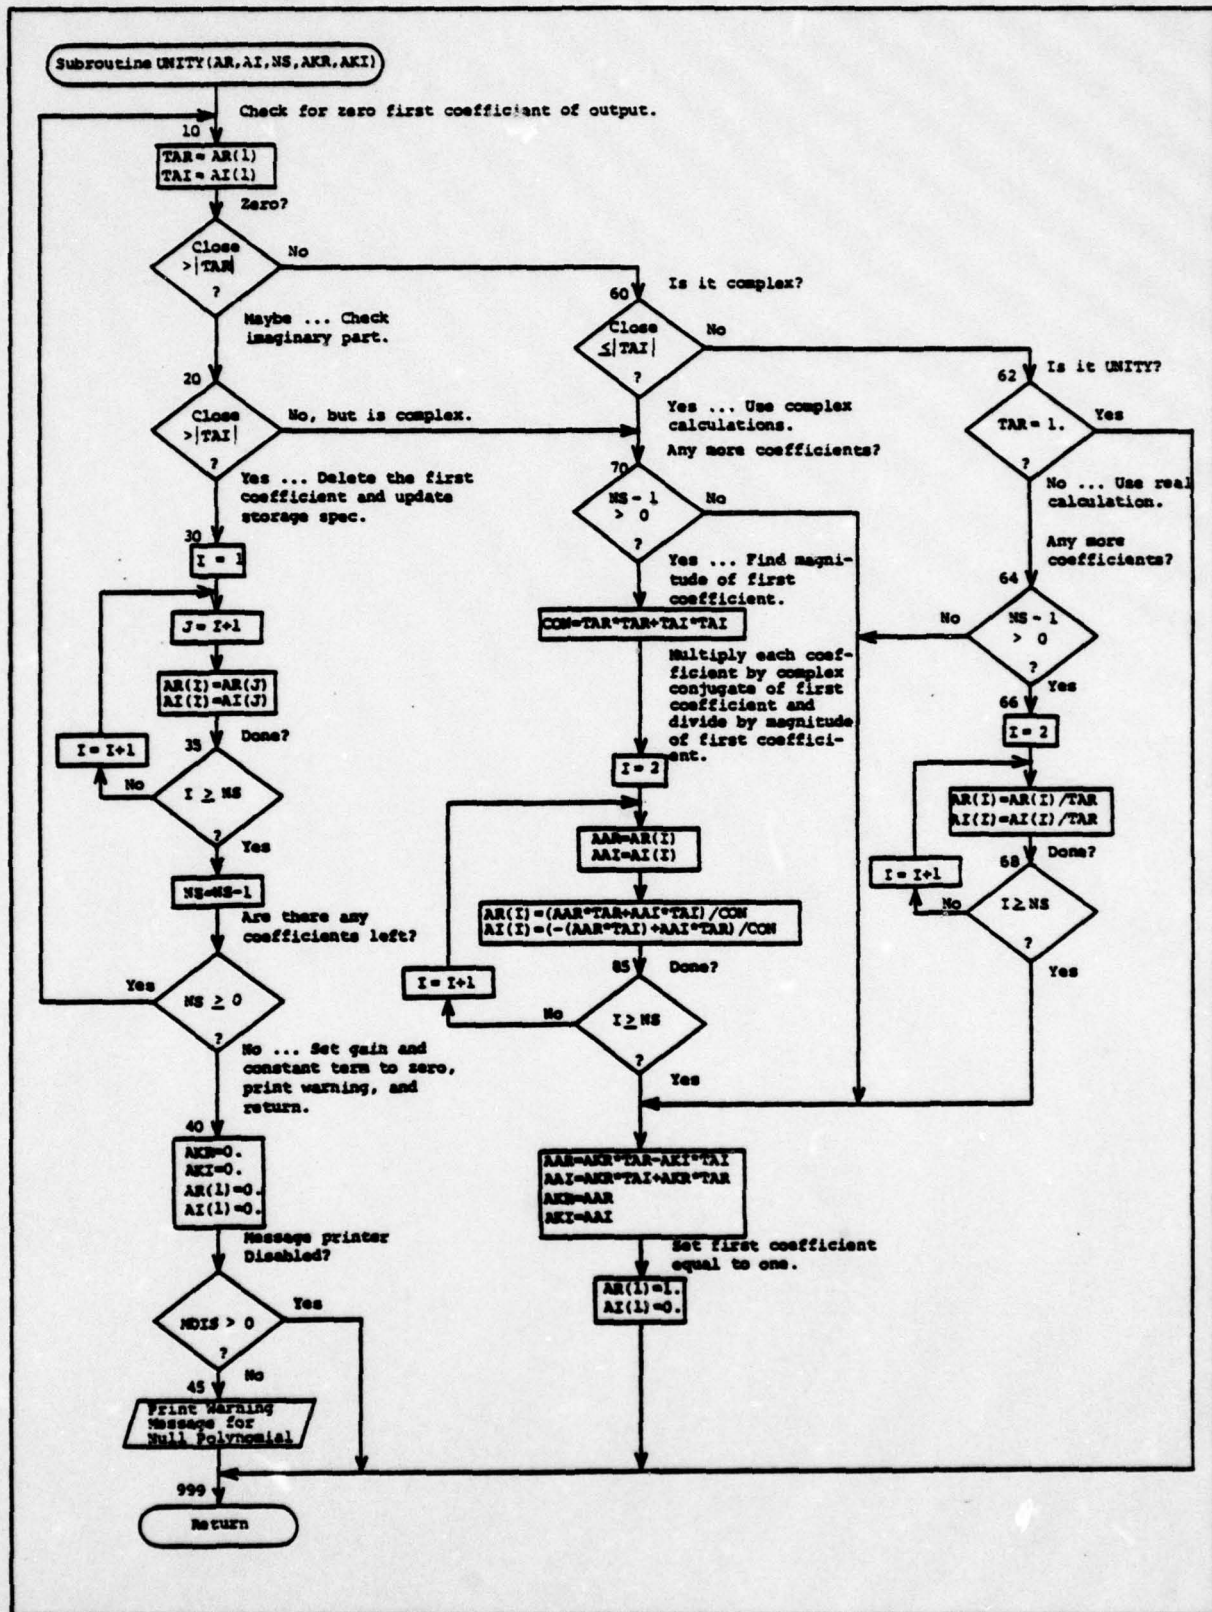 Subroutine UNITY(AR,AI,NS,AKR,AKI)
Check for zero first coefficient of output.
10
TAR= AR(1)
TAI= AI(1)
Zero?
Close
>|TAR|
?
No
Maybe ... Check
imaginary part.
20
Close
>|TAI|
?
No, but is complex.
Yes ... Delete the first
coefficient and update
storage spec.
30
I = 1
J= I+1
AR(I)=AR(J)
AI(I)=AI(J)
I= I+1
35
Done?
No
I ≥ NS
?
Yes
NS=NS-1
Are there any
coefficients left?
Yes
NS ≥ 0
?
No ... Set gain and
constant term to zero,
print warning, and
return.
40
AKR=0.
AKI=0.
AR(1)=0.
AI(1)=0.
Message printer
Disabled?
MDIS > 0
?
Yes
No
45
Print Warning
Message for
Null Polynomial
999
Return
Is it complex?
60
Close
≤|TAI|
?
No
Yes ... Use complex
calculations.
Any more coefficients?
70
NS-1
> 0
?
No
Yes ... Find magni-
tude of first
coefficient.
CON=TAR*TAR+TAI*TAI
Multiply each coef-
ficient by complex
conjugate of first
coefficient and
divide by magnitude
of first coeffici-
ent.
I= 2
AAR=AR(I)
AAI=AI(I)
AR(I)=(AAR*TAR+AAI*TAI)/CON
AI(I)=(-(AAR*TAI)+AAI*TAR)/CON
85
Done?
I= I+1
No
I≥NS
?
Yes
AAR=AKR*TAR-AKI*TAI
AAI=AKR*TAI+AKR*TAR
AKR=AAR
AKI=AAI
Set first coefficient
equal to one.
AR(1)=1.
AI(1)=0.
Is it UNITY?
62
TAR= 1.
?
Yes
No ... Use real
calculation.
Any more
coefficients?
64
No
NS-1
> 0
?
Yes
66
I= 2
AR(I)=AR(I)/TAR
AI(I)=AI(I)/TAR
68
Done?
I= I+1
No
I≥NS
?
Yes